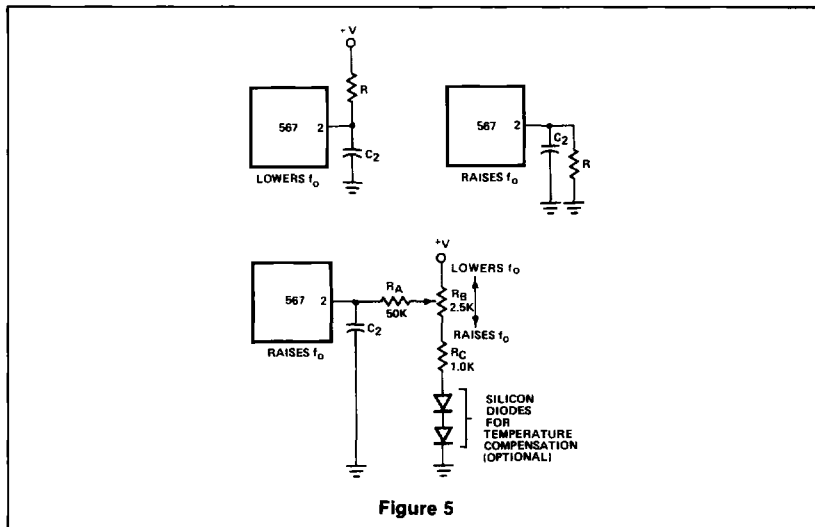 +V
R
567 2
C2
LOWERS fo
567 2
C2
R
RAISES fo
+V
LOWERS fo
567 2
RA
50K
RB
2.5K
C2
RAISES fo
RAISES fo
RC
1.0K
SILICON
DIODES
FOR
TEMPERATURE
COMPENSATION
(OPTIONAL)
Figure 5